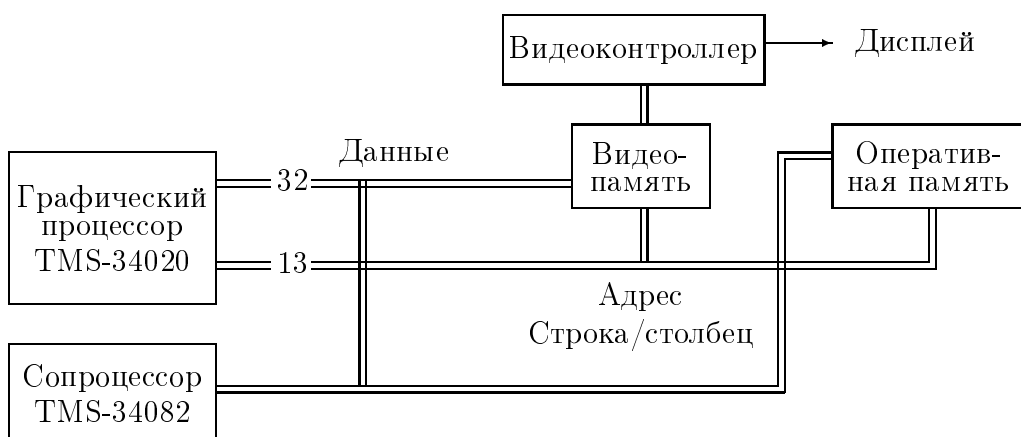 Видеоконтроллер
Дисплей
Данные
Видео-
память
Оператив-
ная память
Графический
процессор
TMS-34020
32
13
Адрес
Строка/столбец
Сопроцессор
TMS-34082